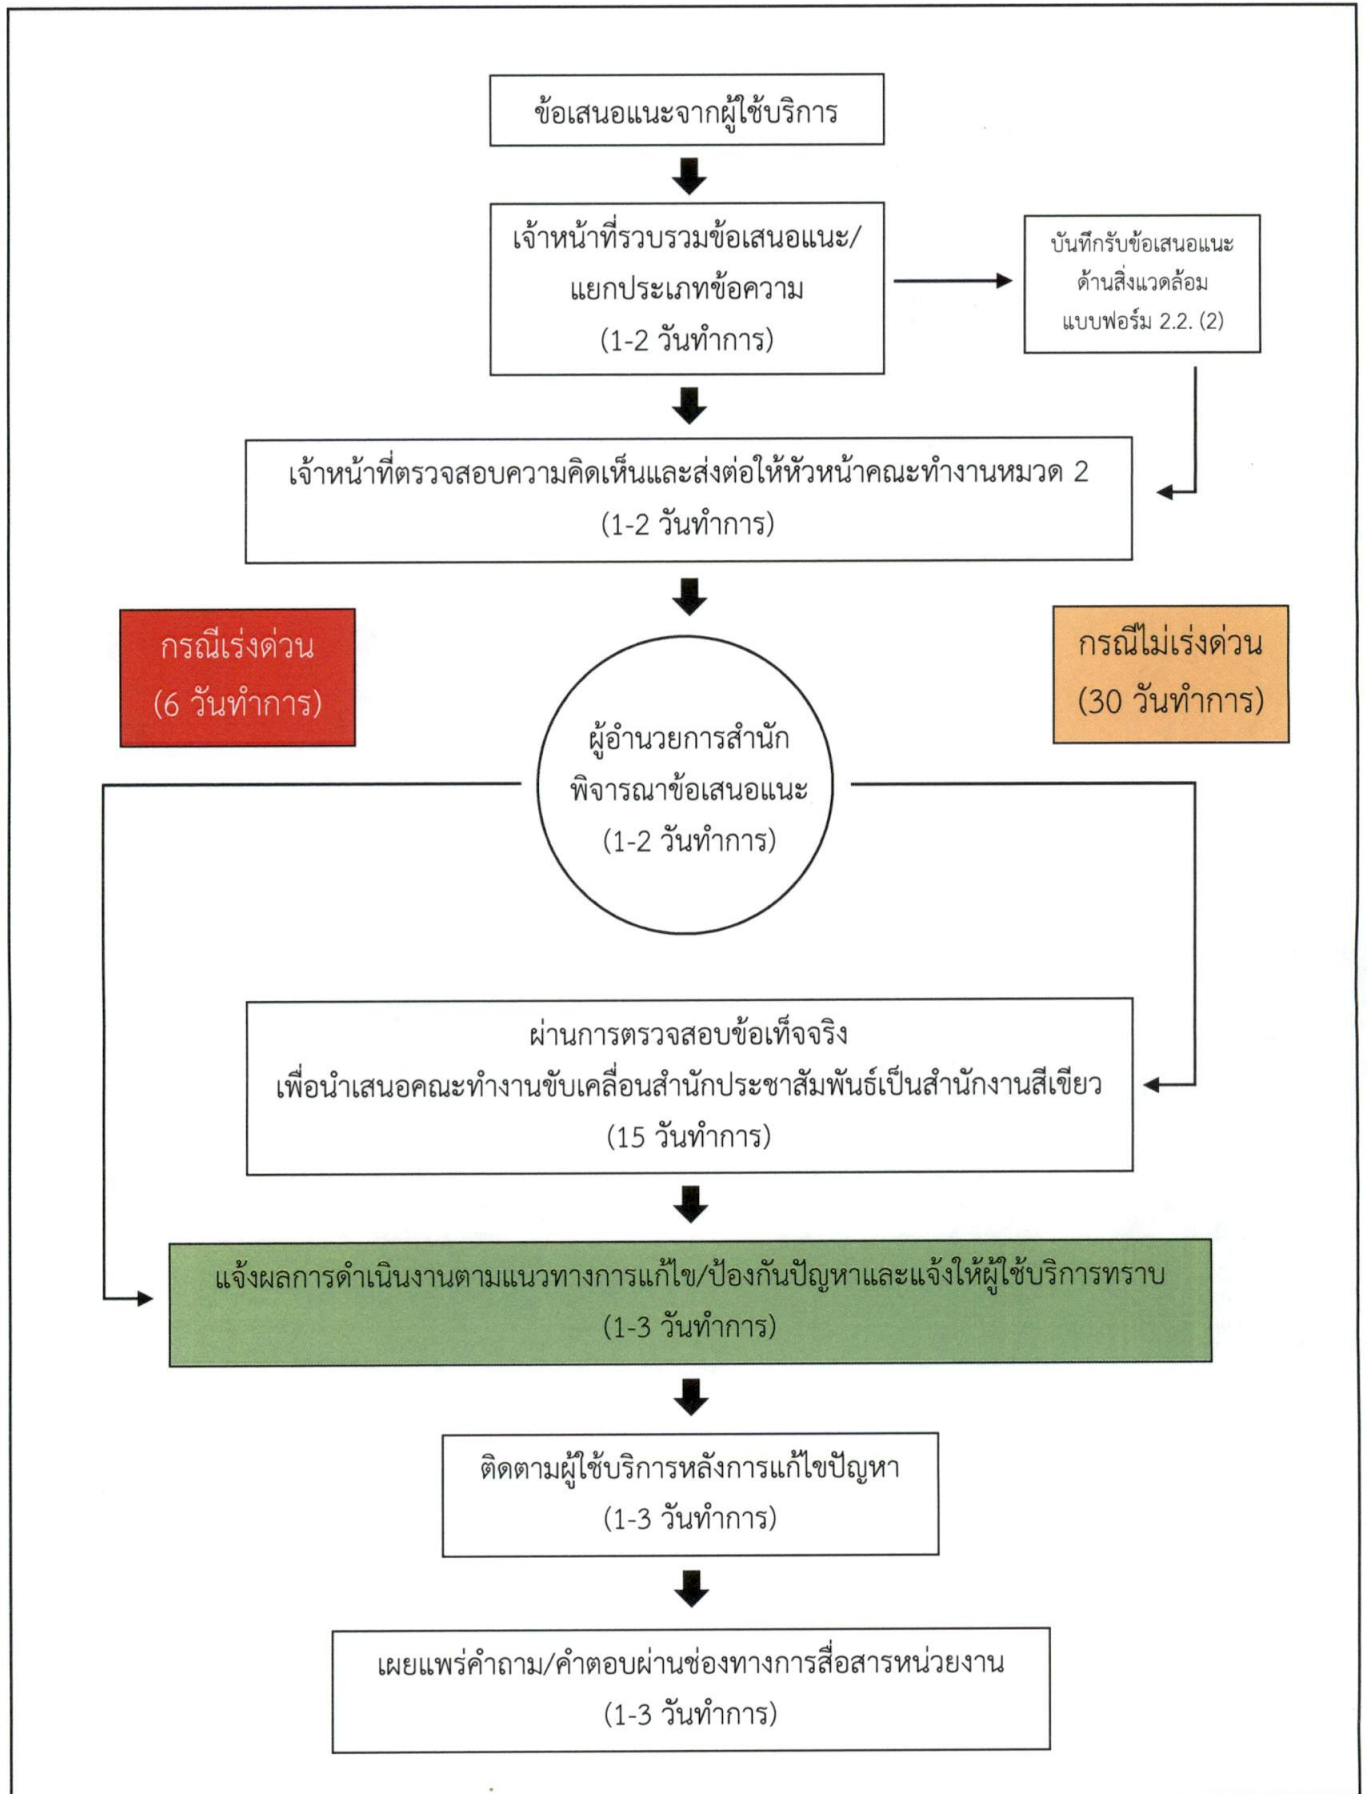 ข้อเสนอแนะจากผู้ใช้บริการ
เจ้าหน้าที่รวบรวมข้อเสนอแนะ/
แยกประเภทข้อความ
(1-2 วันทำการ)
บันทึกรับข้อเสนอแนะ
ด้านสิ่งแวดล้อม
แบบฟอร์ม 2.2. (2)
เจ้าหน้าที่ตรวจสอบความคิดเห็นและส่งต่อให้หัวหน้าคณะทำงานหมวด 2
(1-2 วันทำการ)
กรณีเร่งด่วน
(6 วันทำการ)
กรณีไม่เร่งด่วน
(30 วันทำการ)
ผู้อำนวยการสำนัก
พิจารณาข้อเสนอแนะ
(1-2 วันทำการ)
ผ่านการตรวจสอบข้อเท็จจริง
เพื่อนำเสนอคณะทำงานขับเคลื่อนสำนักประชาสัมพันธ์เป็นสำนักงานสีเขียว
(15 วันทำการ)
แจ้งผลการดำเนินงานตามแนวทางการแก้ไข/ป้องกันปัญหาและแจ้งให้ผู้ใช้บริการทราบ
(1-3 วันทำการ)
ติดตามผู้ใช้บริการหลังการแก้ไขปัญหา
(1-3 วันทำการ)
เผยแพร่คำถาม/คำตอบผ่านช่องทางการสื่อสารหน่วยงาน
(1-3 วันทำการ)